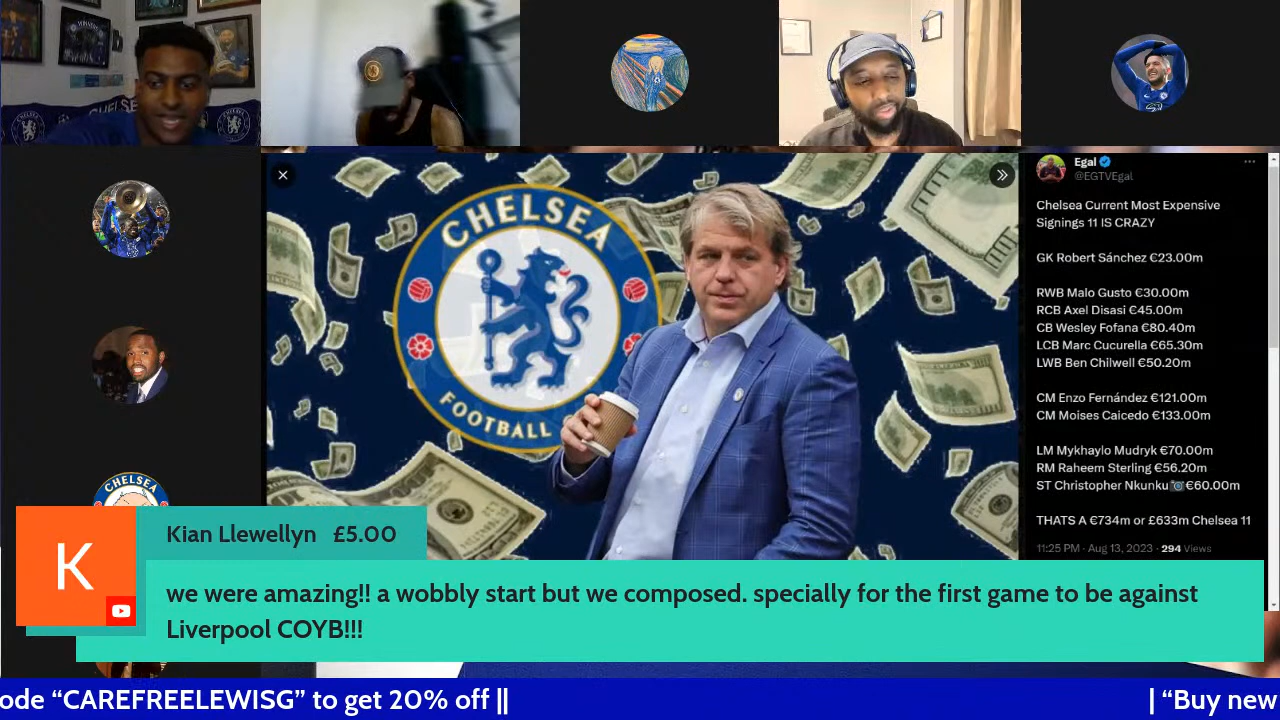 CHELSEA
CHELSEA
FOOTBALL
CHELSEA
Egal
@EGTVEgal
Chelsea Current Most Expensive
Signings 11 IS CRAZY
GK Robert Sánchez €23.00m
RWB Malo Gusto €30.00m
RCB Axel Disasi €45.00m
CB Wesley Fofana €80.40m
LCB Marc Cucurella €65.30m
LWB Ben Chilwell €50.20m
CM Enzo Fernández €121.00m
CM Moises Caicedo €133.00m
LM Mykhaylo Mudryk €70.00m
RM Raheem Sterling €56.20m
ST Christopher Nkunku📷€60.00m
THATS A €734m or £633m Chelsea 11
11:25 PM · Aug 13, 2023 · 294 Views
K
Kian Llewellyn £5.00
we were amazing!! a wobbly start but we composed. specially for the first game to be against
Liverpool COYB!!!
ode “CAREFREELEWISG” to get 20% off || | “Buy new